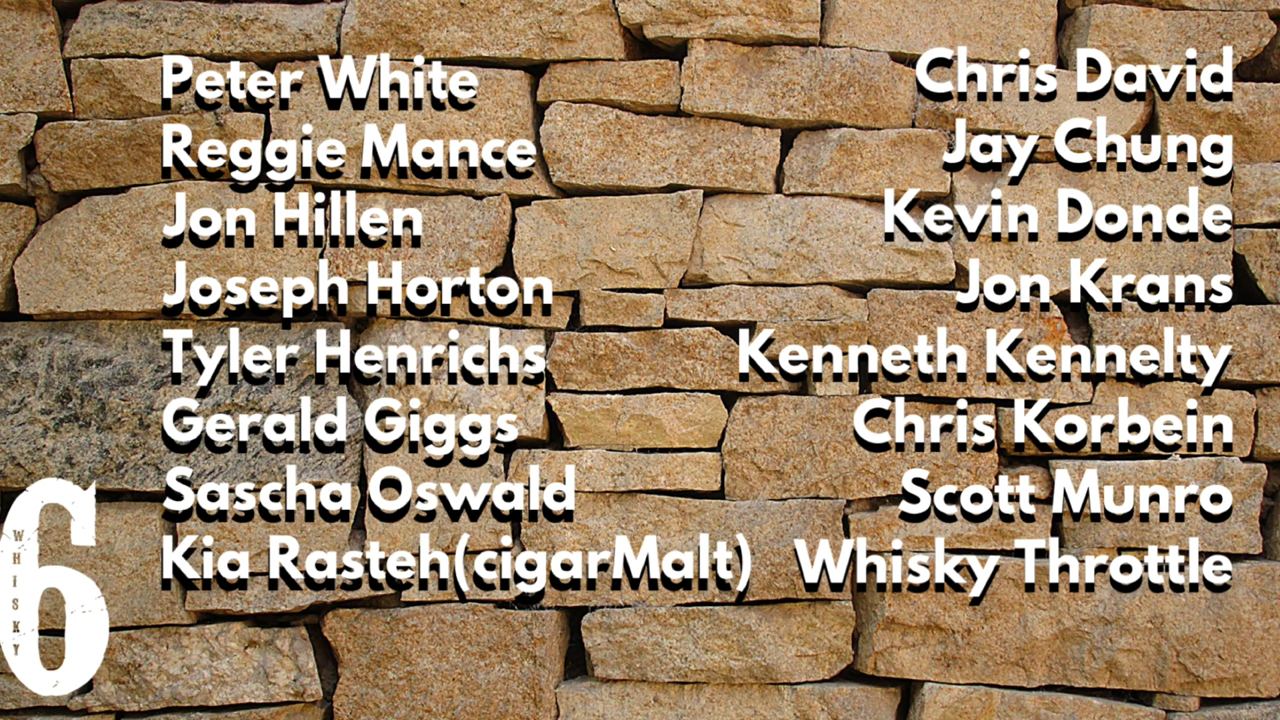 Peter White
Reggie Mance
Jon Hillen
Joseph Horton
Tyler Henrichs
Gerald Giggs
Sascha Oswald
Kia Rasteh(cigarMalt)
Chris David
Jay Chung
Kevin Donde
Jon Krans
Kenneth Kennelty
Chris Korbein
Scott Munro
Whisky Throttle
6
WHISKY